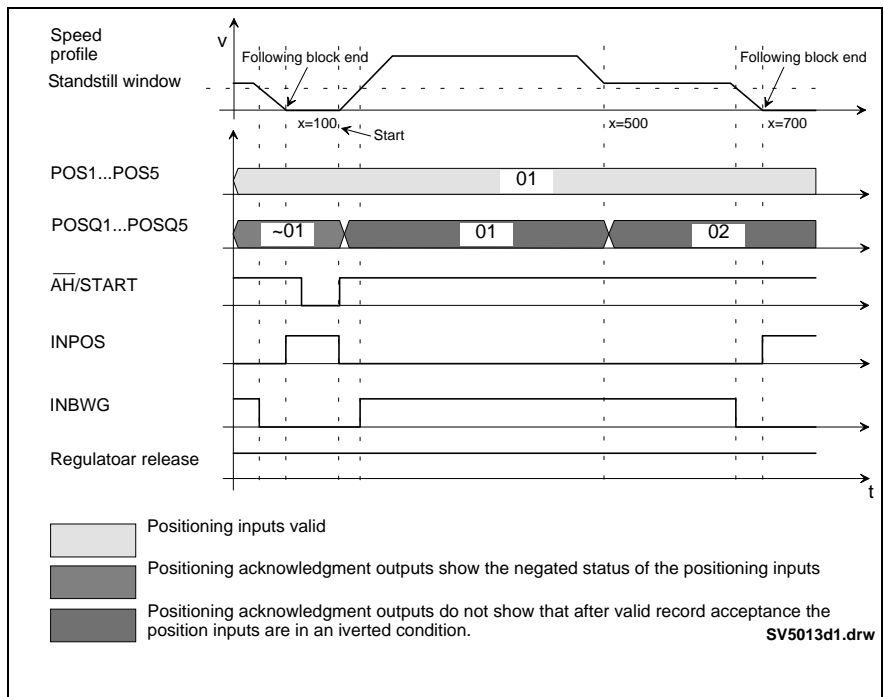 Speed
profile
v
Following block end
Following block end
Standstill window
x=100
Start
x=500
x=700
POS1...POS5
01
POSQ1...POSQ5
~01
01
02
AH/START
INPOS
INBWG
Regulatoar release
t
Positioning inputs valid
Positioning acknowledgment outputs show the negated status of the positioning inputs
Positioning acknowledgment outputs do not show that after valid record acceptance the
position inputs are in an iverted condition.
SV5013d1.drw